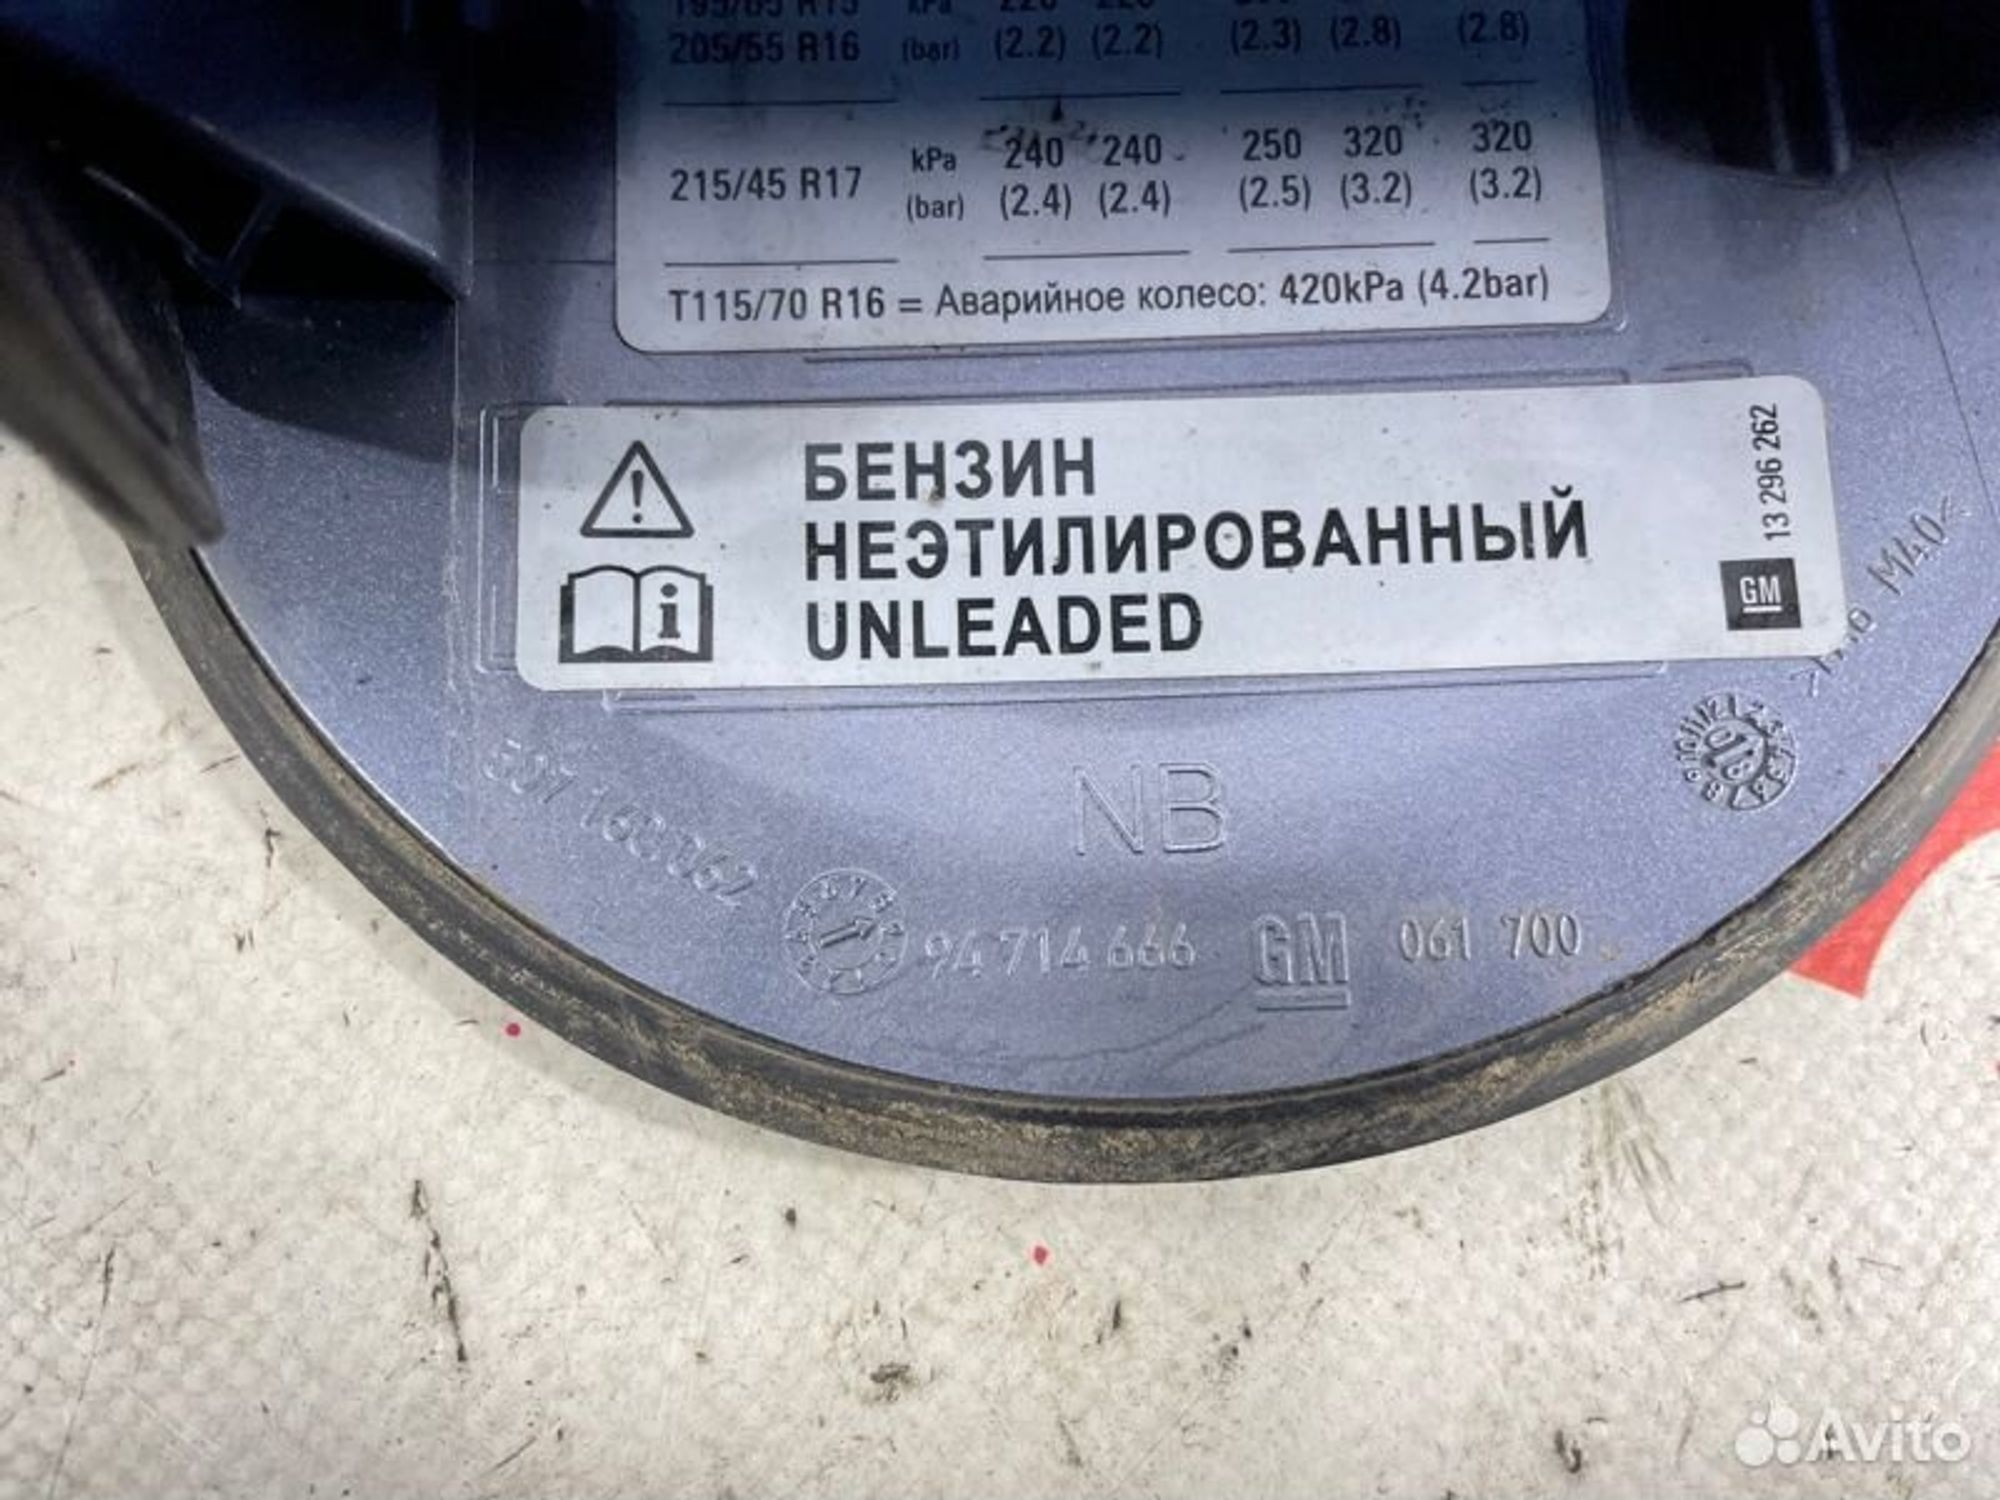 205/55 R16 (bar) (2.2) (2.2) (2.3) (2.8) (2.8)
kPa 240 240 250 320 320
215/45 R17
(bar) (2.4) (2.4) (2.5) (3.2) (3.2)
T115/70 R16 = Аварийное колесо: 420kPa (4.2bar)
БЕНЗИН
НЕЭТИЛИРОВАННЫЙ
UNLEADED
13 296 262
GM
NB
94 714 666 GM 061 700
Avito